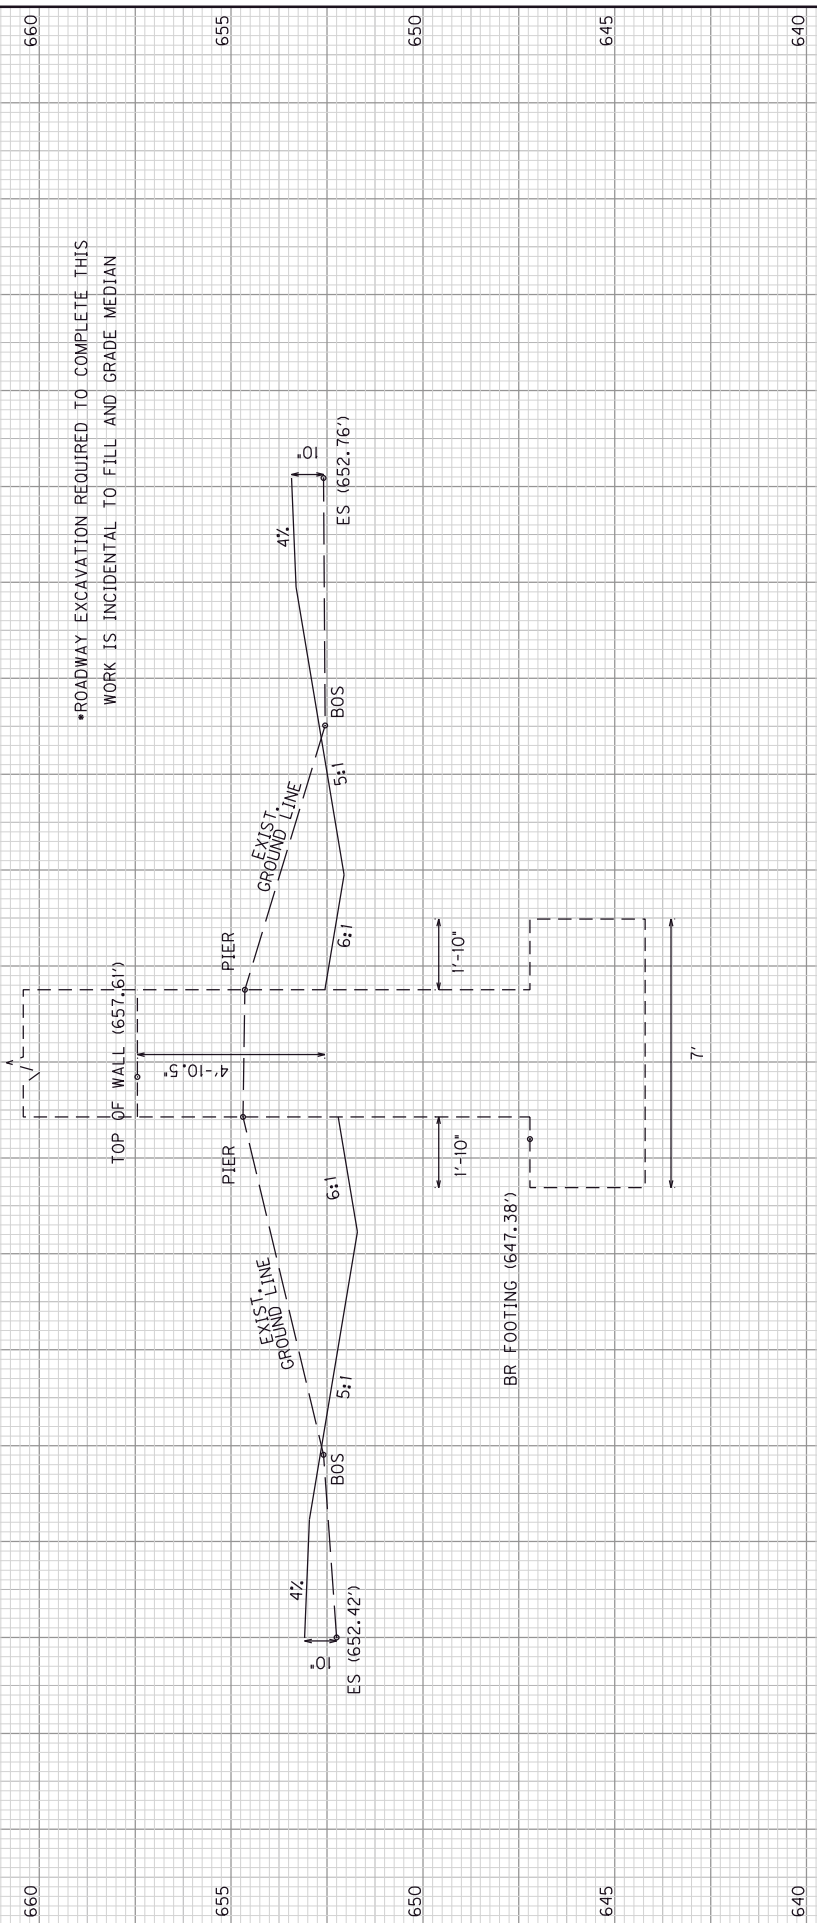 660
655
650
645
640
*ROADWAY EXCAVATION REQUIRED TO COMPLETE THIS
WORK IS INCIDENTAL TO FILL AND GRADE MEDIAN
TOP OF WALL (657.61')
4'-10.5"
PIER
PIER
EXIST.
GROUND LINE
EXIST.
GROUND LINE
4%
4%
10"
10"
ES (652.42')
ES (652.76')
BOS
BOS
5:1
5:1
6:1
6:1
1'-10"
1'-10"
BR FOOTING (647.38')
7'
660
655
650
645
640